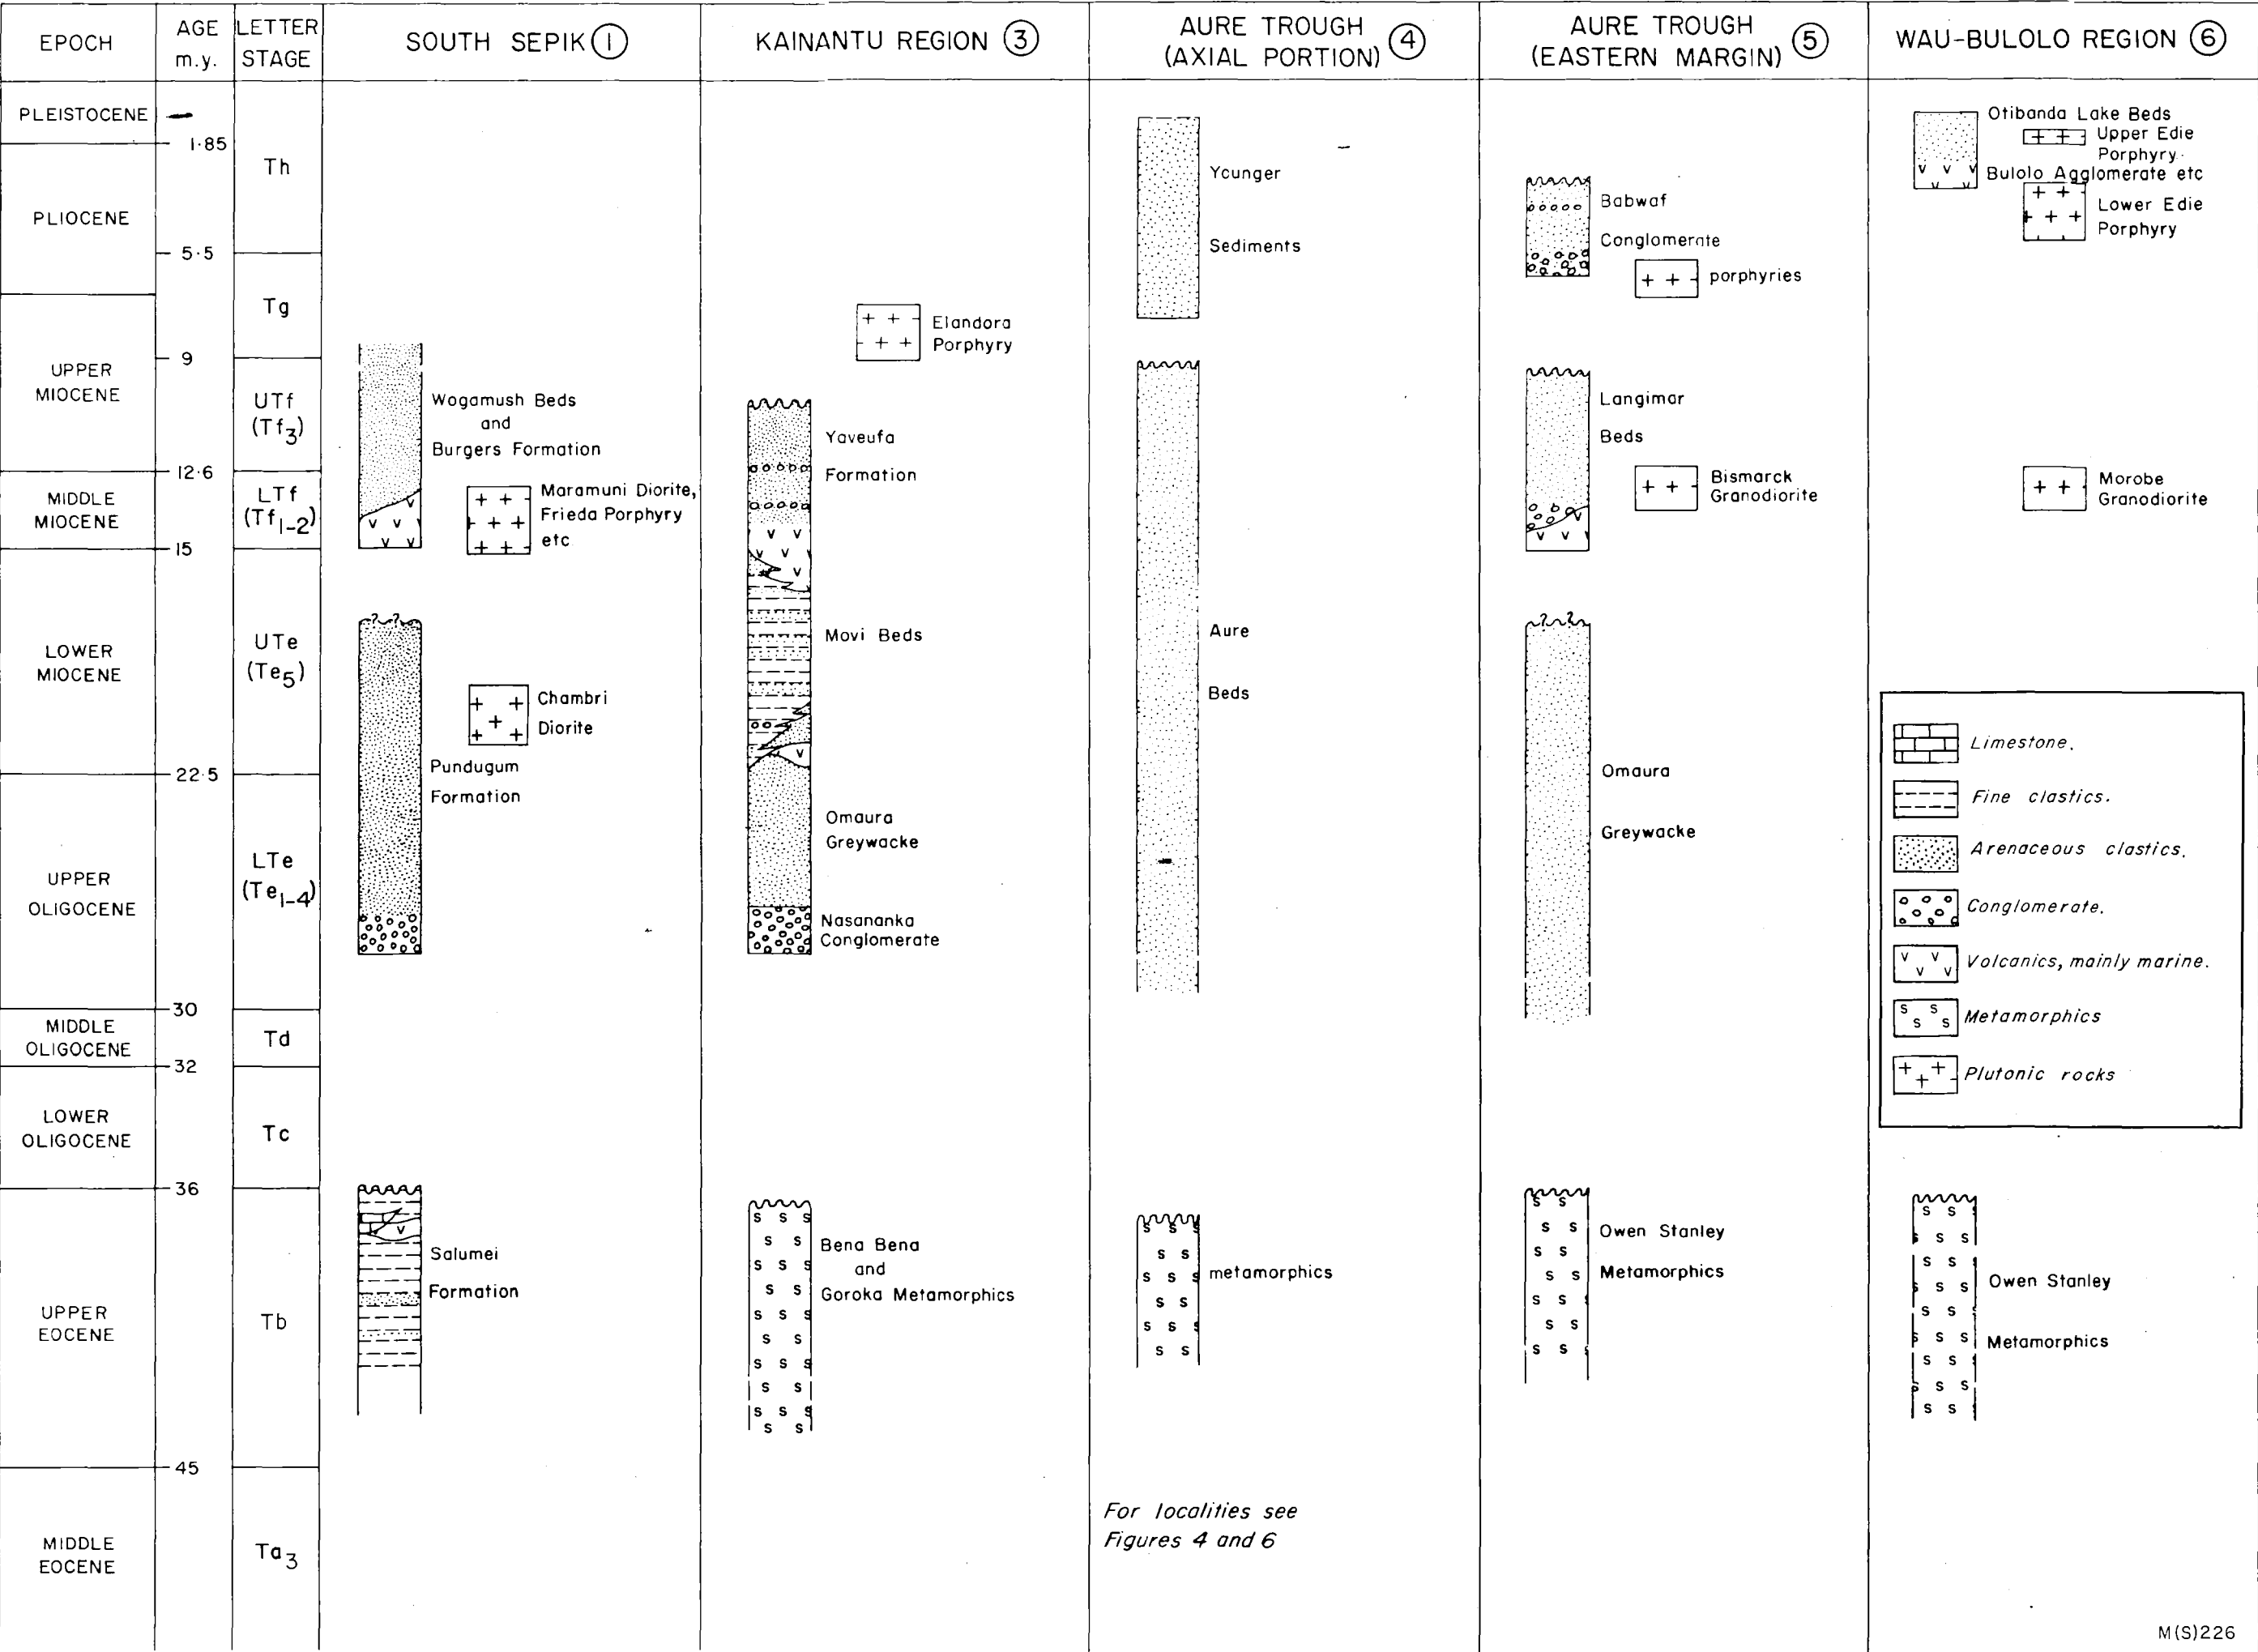 EPOCH
AGE
m.y.
LETTER
STAGE
SOUTH SEPIK 1
KAINANTU REGION 3
AURE TROUGH
(AXIAL PORTION) 4
AURE TROUGH
(EASTERN MARGIN) 5
WAU-BULOLO REGION 6
PLEISTOCENE
1·85
PLIOCENE
5·5
UPPER
MIOCENE
9
12·6
MIDDLE
MIOCENE
15
LOWER
MIOCENE
22·5
UPPER
OLIGOCENE
30
MIDDLE
OLIGOCENE
32
LOWER
OLIGOCENE
36
UPPER
EOCENE
45
MIDDLE
EOCENE
Th
Tg
UTf
(Tf3)
LTf
(Tf1-2)
UTe
(Te5)
LTe
(Te1-4)
Td
Tc
Tb
Ta3
Wogamush Beds
and
Burgers Formation
Maramuni Diorite,
Frieda Porphyry
etc
Chambri
Diorite
Pundugum
Formation
Salumei
Formation
Elandora
Porphyry
Yaveufa
Formation
Movi Beds
Omaura
Greywacke
Nasananka
Conglomerate
Bena Bena
and
Goroka Metamorphics
Younger
Sediments
Aure
Beds
metamorphics
For localities see
Figures 4 and 6
Babwaf
Conglomerate
porphyries
Langimar
Beds
Bismarck
Granodiorite
Omaura
Greywacke
Owen Stanley
Metamorphics
Otibanda Lake Beds
Upper Edie
Porphyry
Bulolo Agglomerate etc
Lower Edie
Porphyry
Morobe
Granodiorite
Limestone.
Fine clastics.
Arenaceous clastics.
Conglomerate.
Volcanics, mainly marine.
Metamorphics
Plutonic rocks
Owen Stanley
Metamorphics
M(S)226